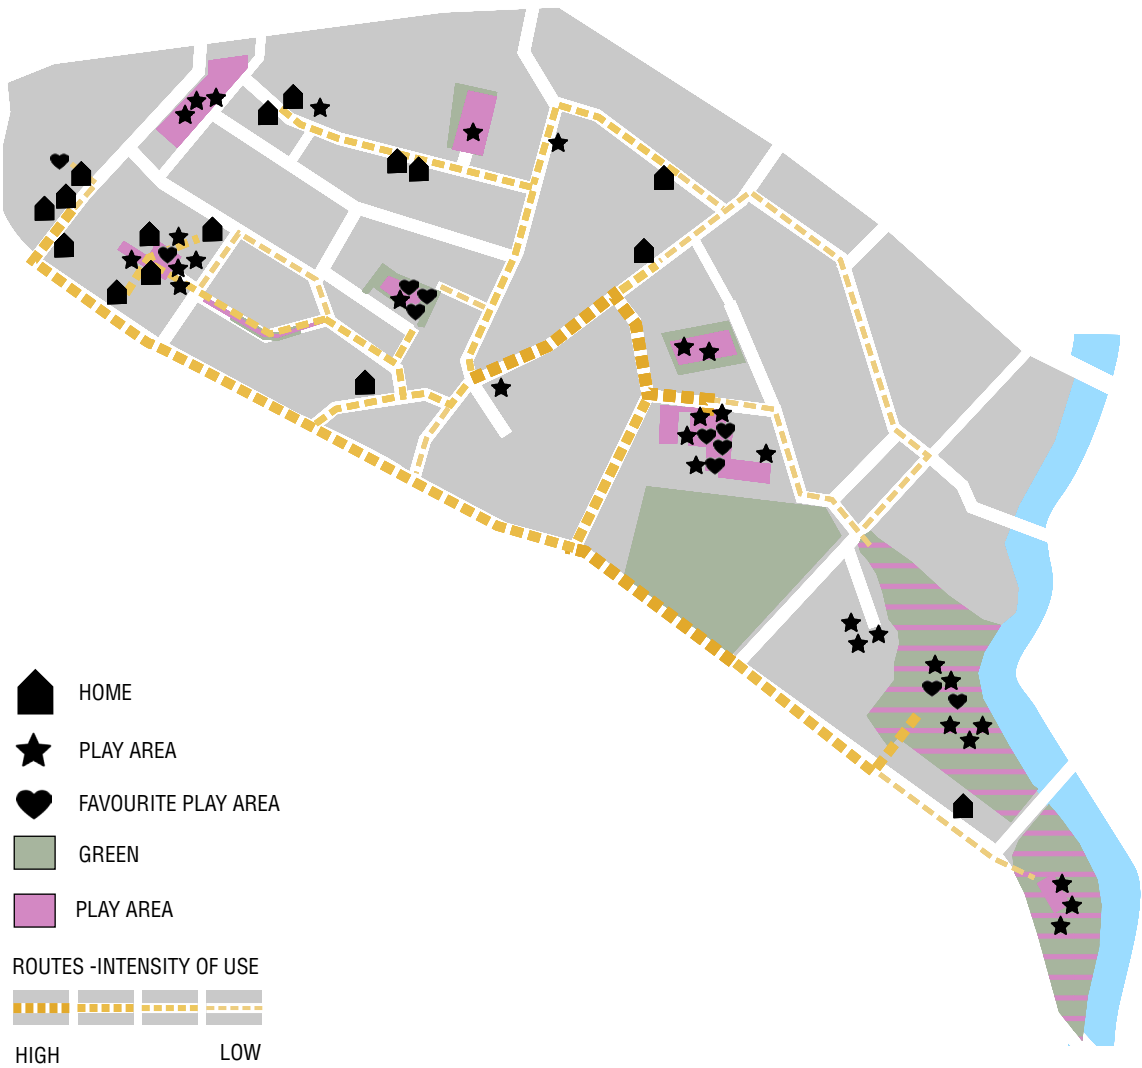 HOME
PLAY AREA
FAVOURITE PLAY AREA
GREEN
PLAY AREA
ROUTES -INTENSITY OF USE
HIGH
LOW